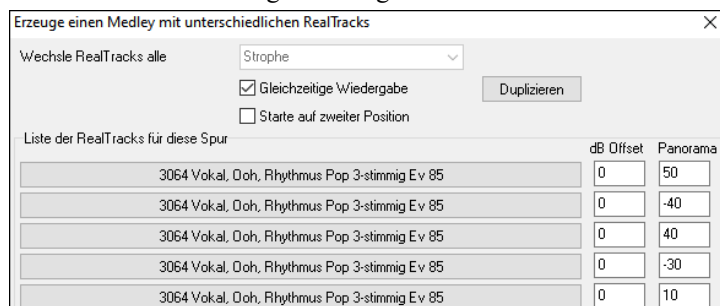 Erzeuge einen Medley mit unterschiedlichen RealTracks
Wechsle RealTracks alle Strophe
Gleichzeitige Wiedergabe Duplizieren
Starte auf zweiter Position
Liste der RealTracks für diese Spur dB Offset Panorama
3064 Vokal, Ooh, Rhythmus Pop 3-stimmig Ev 85 0 50
3064 Vokal, Ooh, Rhythmus Pop 3-stimmig Ev 85 0 -40
3064 Vokal, Ooh, Rhythmus Pop 3-stimmig Ev 85 0 40
3064 Vokal, Ooh, Rhythmus Pop 3-stimmig Ev 85 0 -30
3064 Vokal, Ooh, Rhythmus Pop 3-stimmig Ev 85 0 10